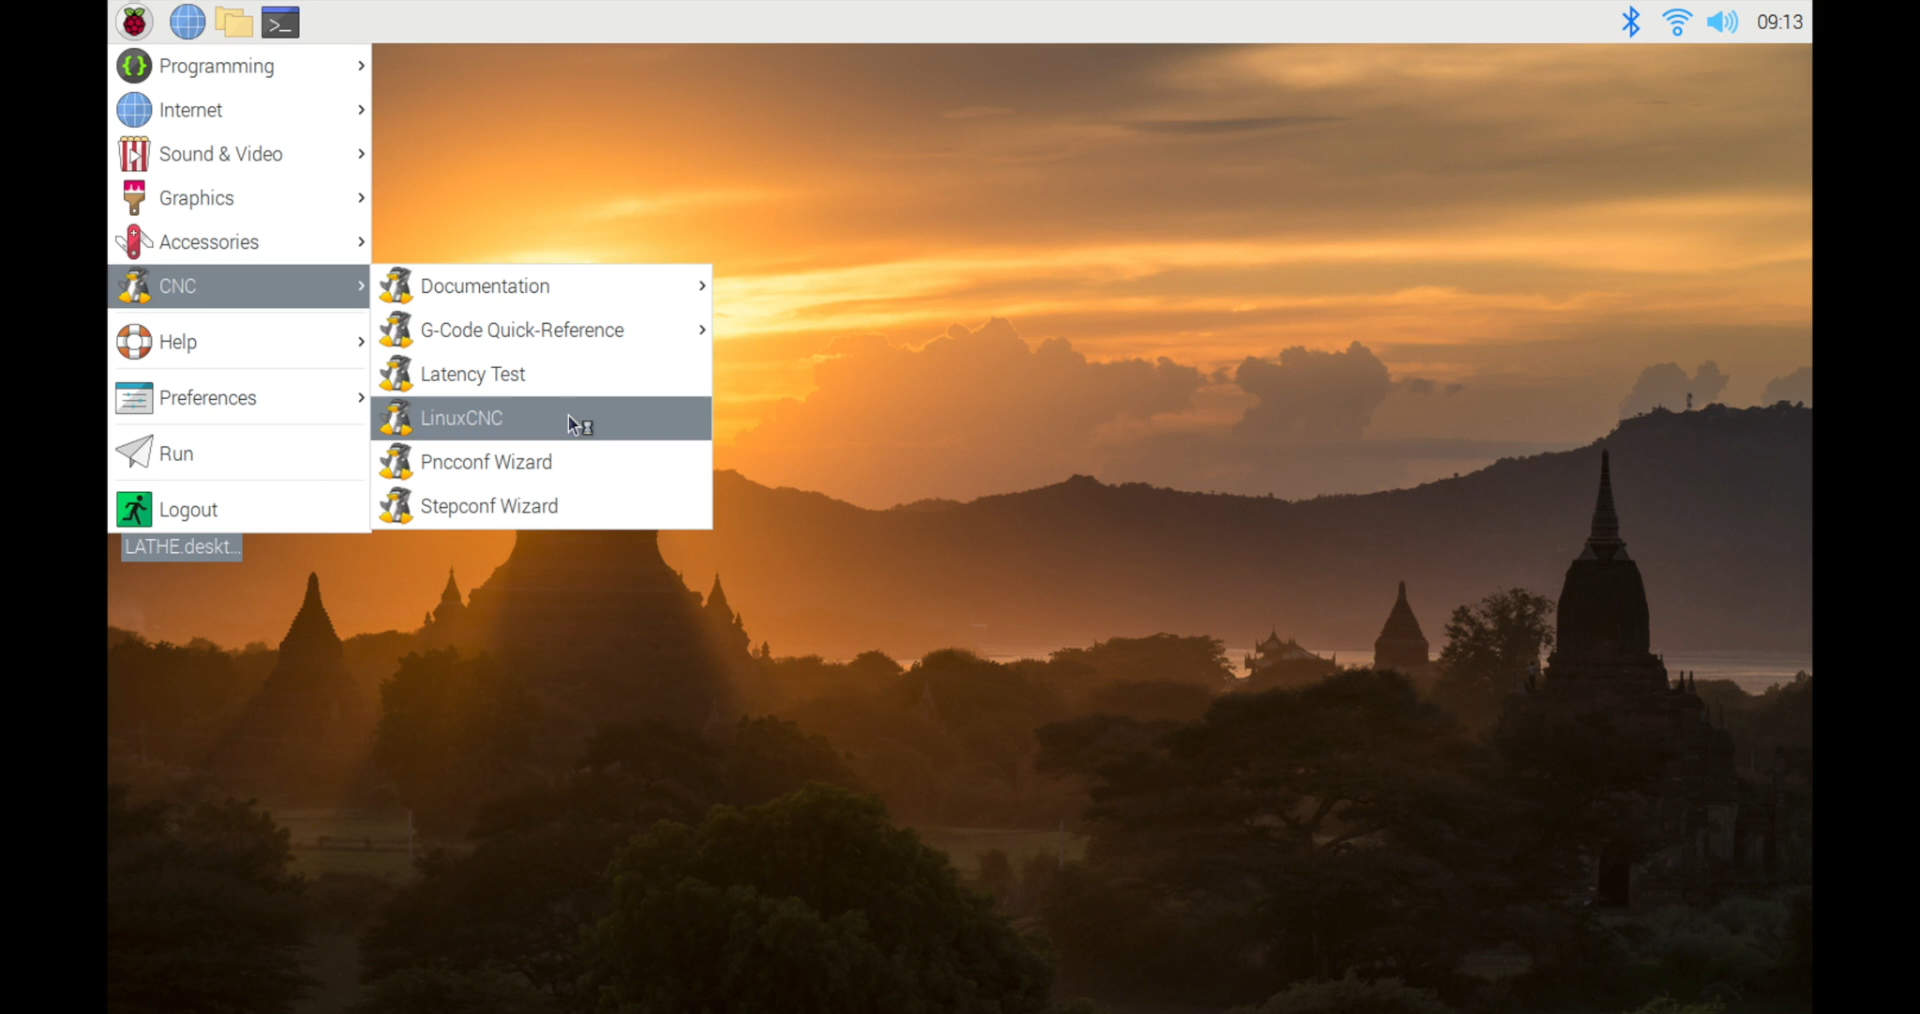 09:13
Programming
Internet
Sound & Video
Graphics
Accessories
CNC
Documentation
G-Code Quick-Reference
Latency Test
LinuxCNC
Pncconf Wizard
Stepconf Wizard
Help
Preferences
Run
Logout
LATHE.deskt...